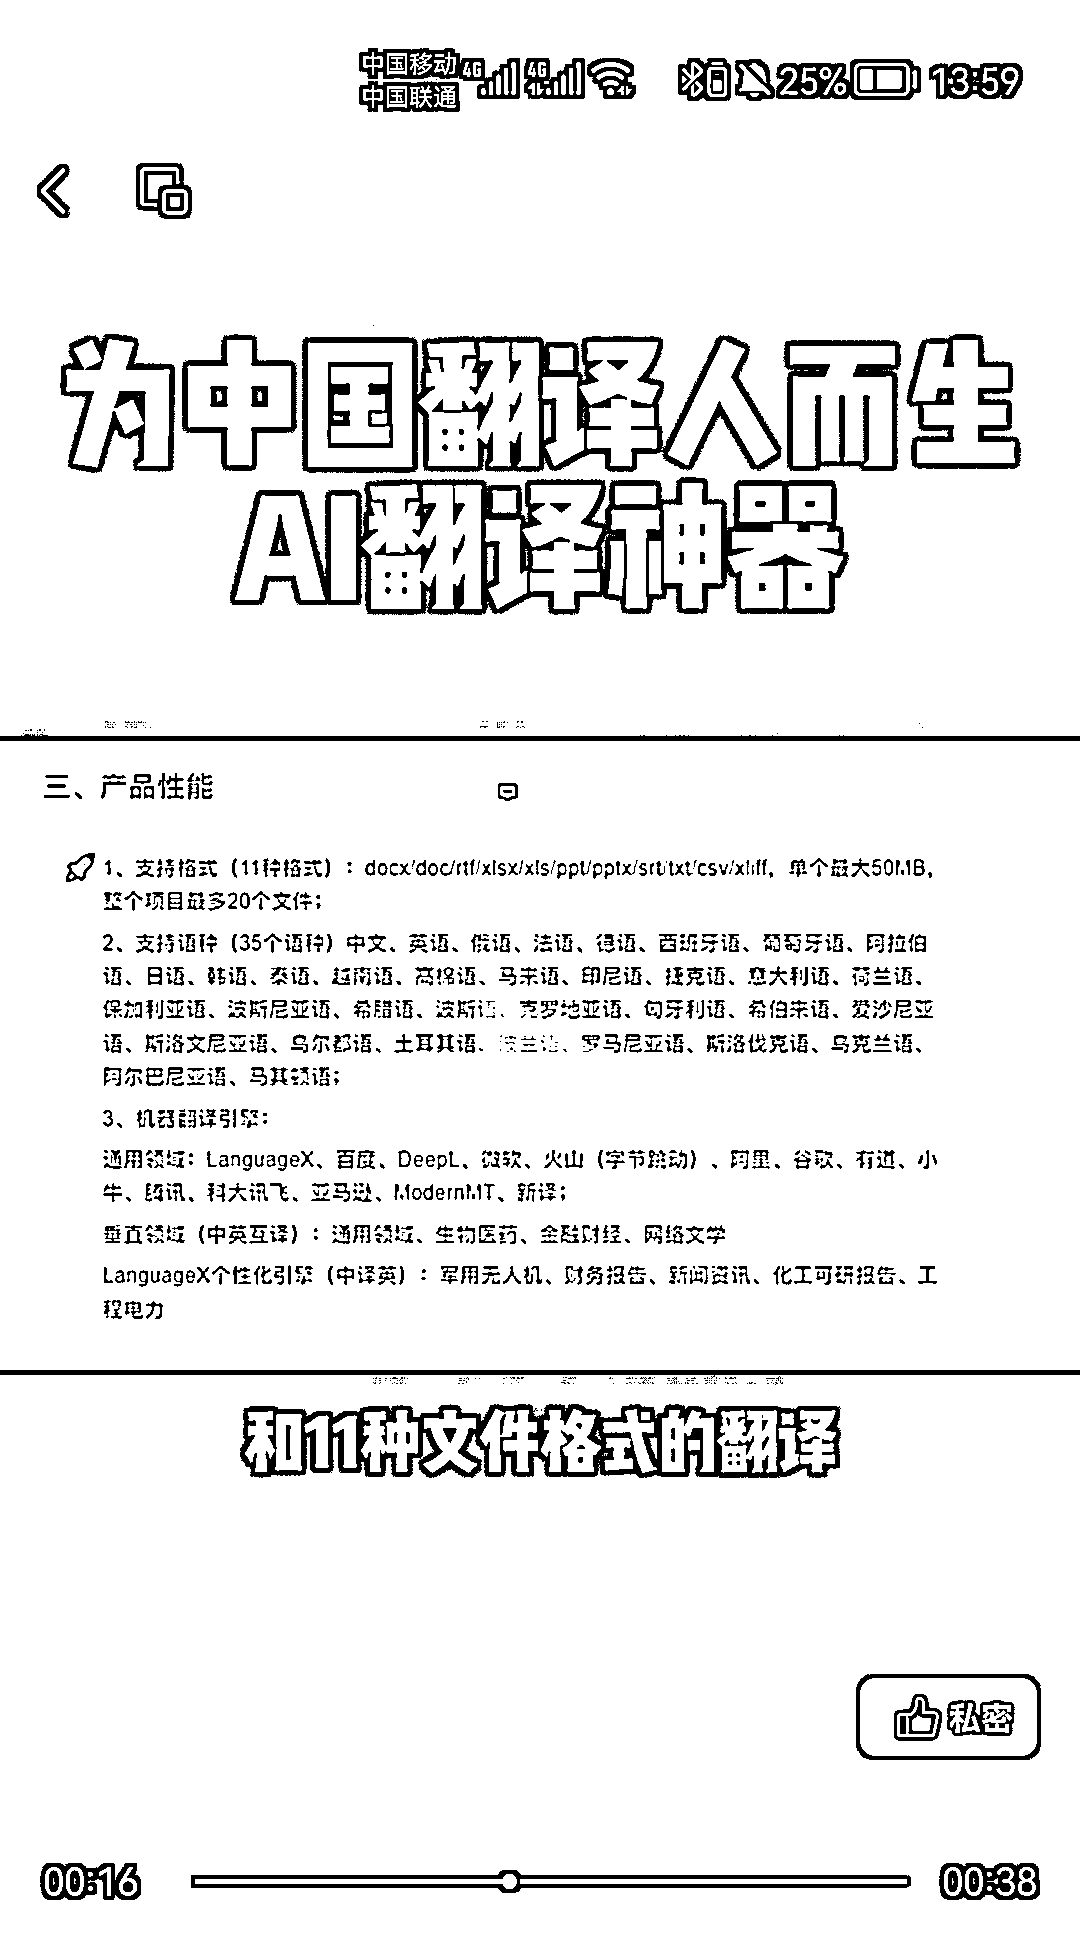 中国移动 4G 4G 25% 13:59
中国联通
为中国翻译人而生
AI翻译神器
三、产品性能
1、支持格式（11种格式）：docx/doc/rtf/xlsx/xls/ppt/pptx/srt/txt/csv/xliff，单个最大50MB，
整个项目最多20个文件；
2、支持语种（35个语种）中文、英语、俄语、法语、德语、西班牙语、葡萄牙语、阿拉伯
语、日语、韩语、泰语、越南语、高棉语、马来语、印尼语、捷克语、意大利语、荷兰语、
保加利亚语、波斯尼亚语、希腊语、波斯语、克罗地亚语、匈牙利语、希伯来语、爱沙尼亚
语、斯洛文尼亚语、乌尔都语、土耳其语、波兰语、罗马尼亚语、斯洛伐克语、乌克兰语、
阿尔巴尼亚语、马其顿语；
3、机器翻译引擎：
通用领域：LanguageX、百度、DeepL、微软、火山（字节跳动）、阿里、谷歌、有道、小
牛、腾讯、科大讯飞、亚马逊、ModernMT、新译；
垂直领域（中英互译）：通用领域、生物医药、金融财经、网络文学
LanguageX个性化引擎（中译英）：军用无人机、财务报告、新闻资讯、化工可研报告、工
程电力
和11种文件格式的翻译
私密
00:16 00:38